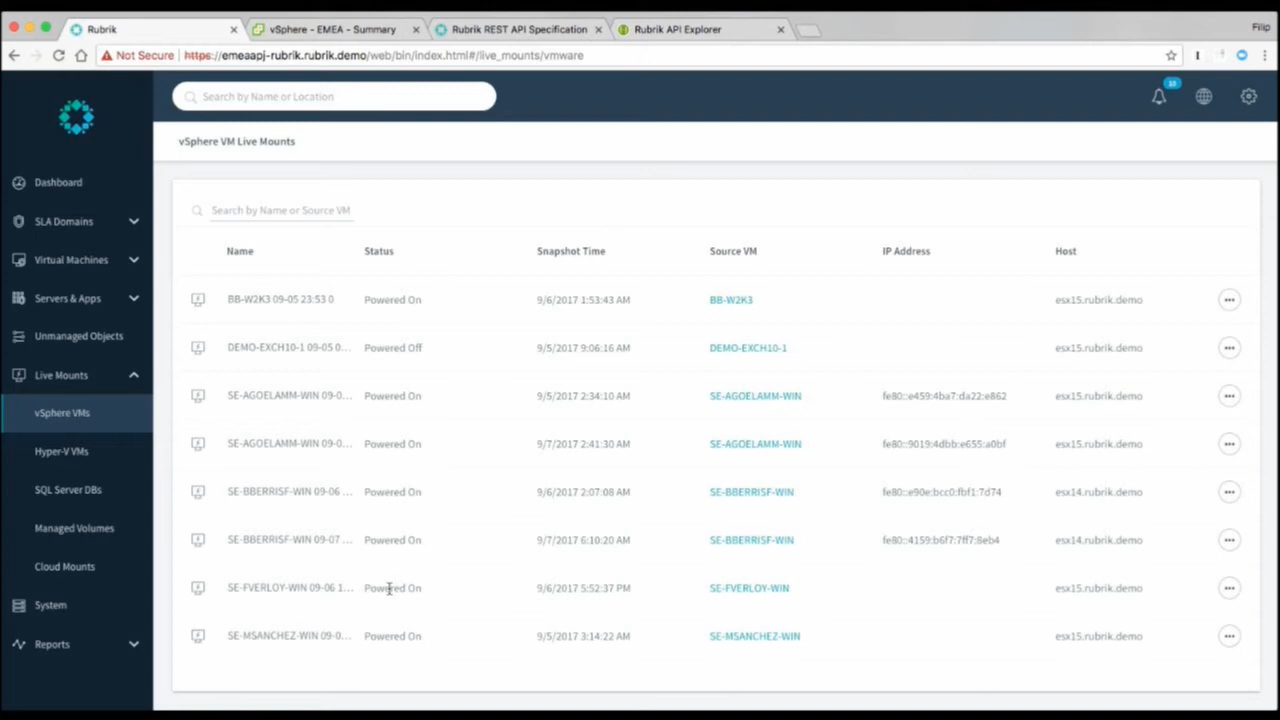 Rubrik
vSphere - EMEA - Summary
Rubrik REST API Specification
Rubrik API Explorer
Filip
Not Secure https://emeaapj-rubrik.rubrik.demo/web/bin/index.html#/live_mounts/vmware
Search by Name or Location
vSphere VM Live Mounts
Dashboard
SLA Domains
Virtual Machines
Servers & Apps
Unmanaged Objects
Live Mounts
vSphere VMs
Hyper-V VMs
SQL Server DBs
Managed Volumes
Cloud Mounts
System
Reports
Search by Name or Source VM
Name Status Snapshot Time Source VM IP Address Host
BB-W2K3 09-05 23:53 0 Powered On 9/6/2017 1:53:43 AM BB-W2K3 esx15.rubrik.demo
DEMO-EXCH10-1 09-05 0... Powered Off 9/5/2017 9:06:16 AM DEMO-EXCH10-1 esx15.rubrik.demo
SE-AGOELAMM-WIN 09-0... Powered On 9/5/2017 2:34:10 AM SE-AGOELAMM-WIN fe80::e459:4ba7:da22:e862 esx15.rubrik.demo
SE-AGOELAMM-WIN 09-0... Powered On 9/7/2017 2:41:30 AM SE-AGOELAMM-WIN fe80::9019:4dbb:e655:a0bf esx15.rubrik.demo
SE-BBERRISF-WIN 09-06 ... Powered On 9/6/2017 2:07:08 AM SE-BBERRISF-WIN fe80::e90e:bcc0:fbf1:7d74 esx14.rubrik.demo
SE-BBERRISF-WIN 09-07 ... Powered On 9/7/2017 6:10:20 AM SE-BBERRISF-WIN fe80::4159:b6f7:7ff7:8eb4 esx14.rubrik.demo
SE-FVERLOY-WIN 09-06 1... Powered On 9/6/2017 5:52:37 PM SE-FVERLOY-WIN esx15.rubrik.demo
SE-MSANCHEZ-WIN 09-0... Powered On 9/5/2017 3:14:22 AM SE-MSANCHEZ-WIN esx15.rubrik.demo